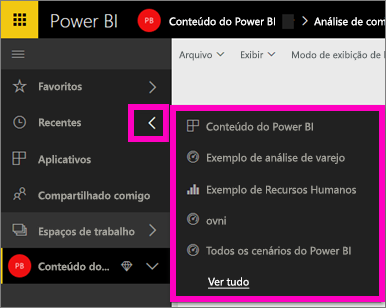 Power BI
PB Conteúdo do Power BI > Análise de com
Arquivo Exibir Modo de exibição de l
Favoritos
Recentes
Aplicativos
Compartilhado comigo
Espaços de trabalho
PB Conteúdo do...
Conteúdo do Power BI
Exemplo de análise de varejo
Exemplo de Recursos Humanos
ovni
Todos os cenários do Power BI
Ver tudo